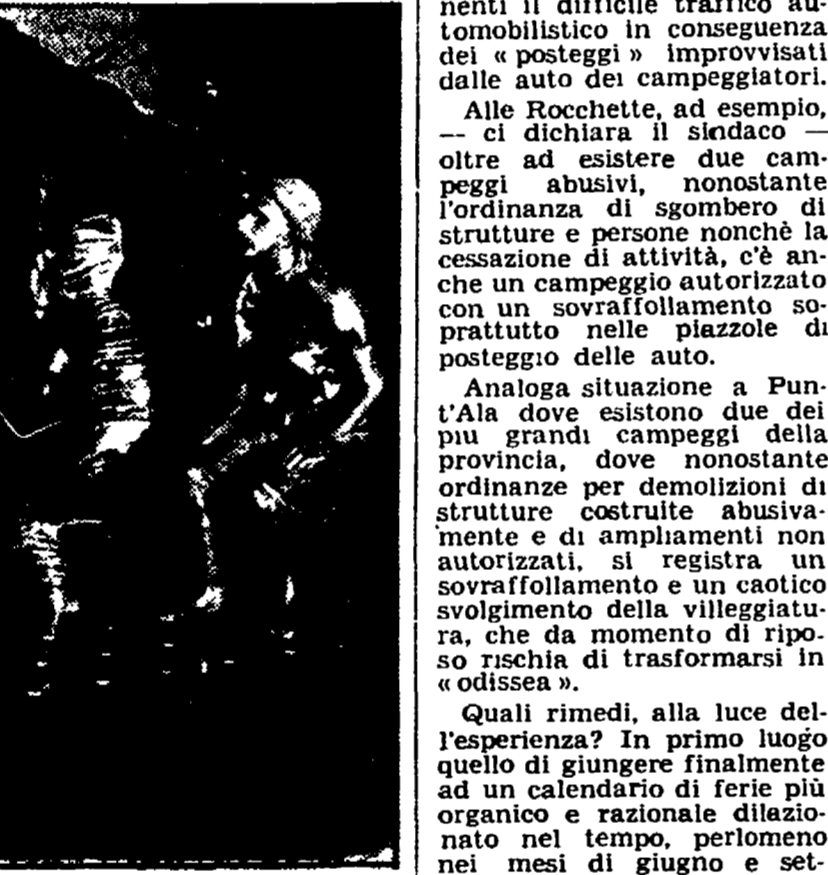 nenti il difficile traffico au-
tomobilistico in conseguenza
dei « posteggi » improvvisati
dalle auto dei campeggiatori.
Alle Rocchette, ad esempio,
— ci dichiara il sindaco —
oltre ad esistere due cam-
peggi abusivi, nonostante
l'ordinanza di sgombero di
strutture e persone nonchè la
cessazione di attività, c'è an-
che un campeggio autorizzato
con un sovraffollamento so-
prattutto nelle piazzole di
posteggio delle auto.
Analoga situazione a Pun-
t'Ala dove esistono due dei
piu grandi campeggi della
provincia, dove nonostante
ordinanze per demolizioni di
strutture costruite abusiva-
mente e di ampliamenti non
autorizzati, si registra un
sovraffollamento e un caotico
svolgimento della villeggiatu-
ra, che da momento di ripo-
so rischia di trasformarsi in
« odissea ».
Quali rimedi, alla luce del-
l'esperienza? In primo luogo
quello di giungere finalmente
ad un calendario di ferie più
organico e razionale dilazio-
nato nel tempo, perlomeno
nei mesi di giugno e set-